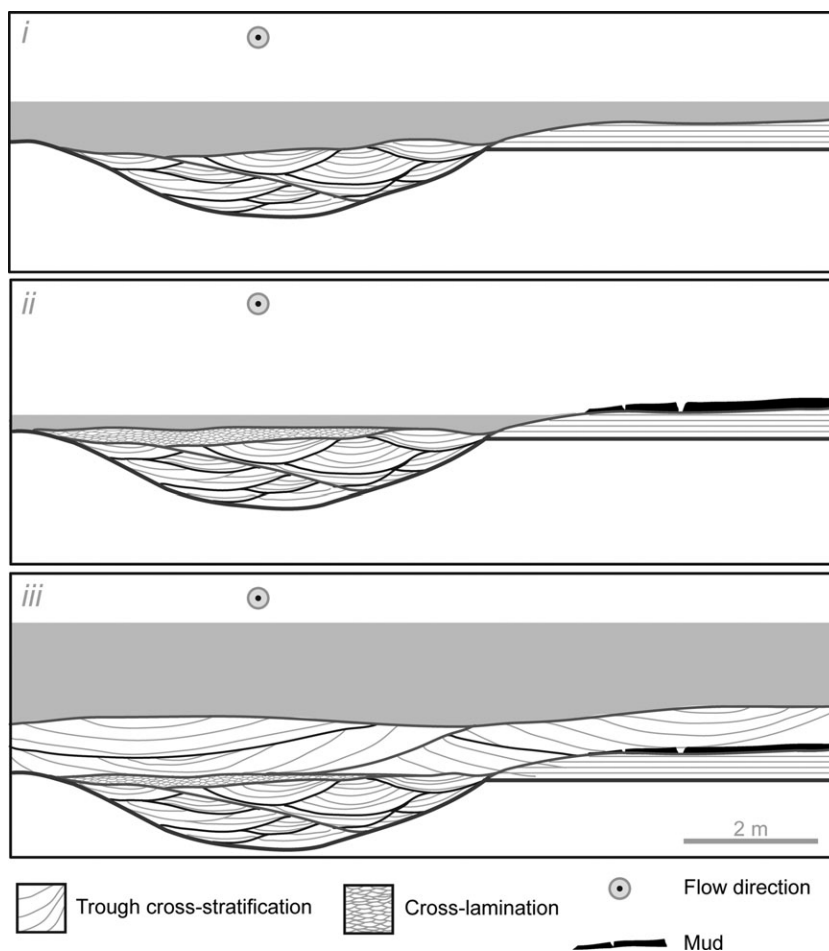 i
ii
iii
2 m
Trough cross-stratification
Cross-lamination
Flow direction
Mud